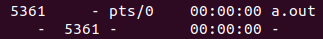 5361 - pts/0 00:00:00 a.out
- 5361 - 00:00:00 -